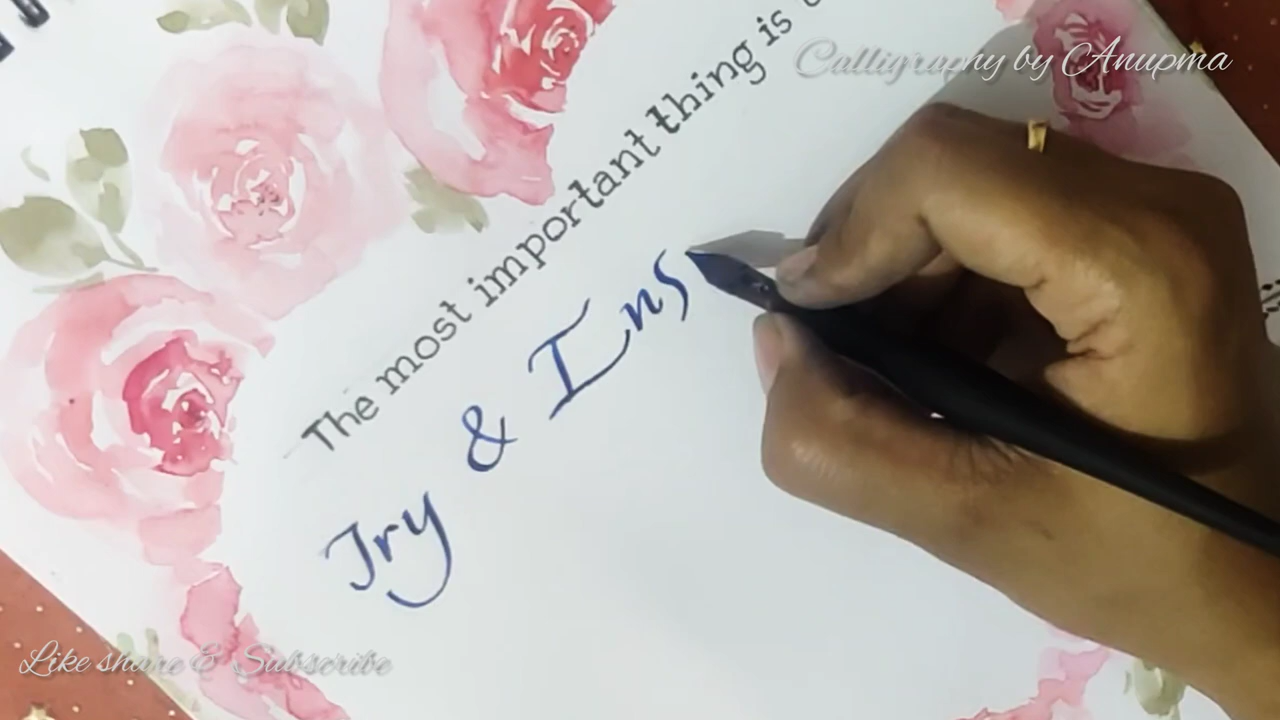 Calligraphy by Anupma
The most important thing is
Try & Ins
Like share & Subscribe